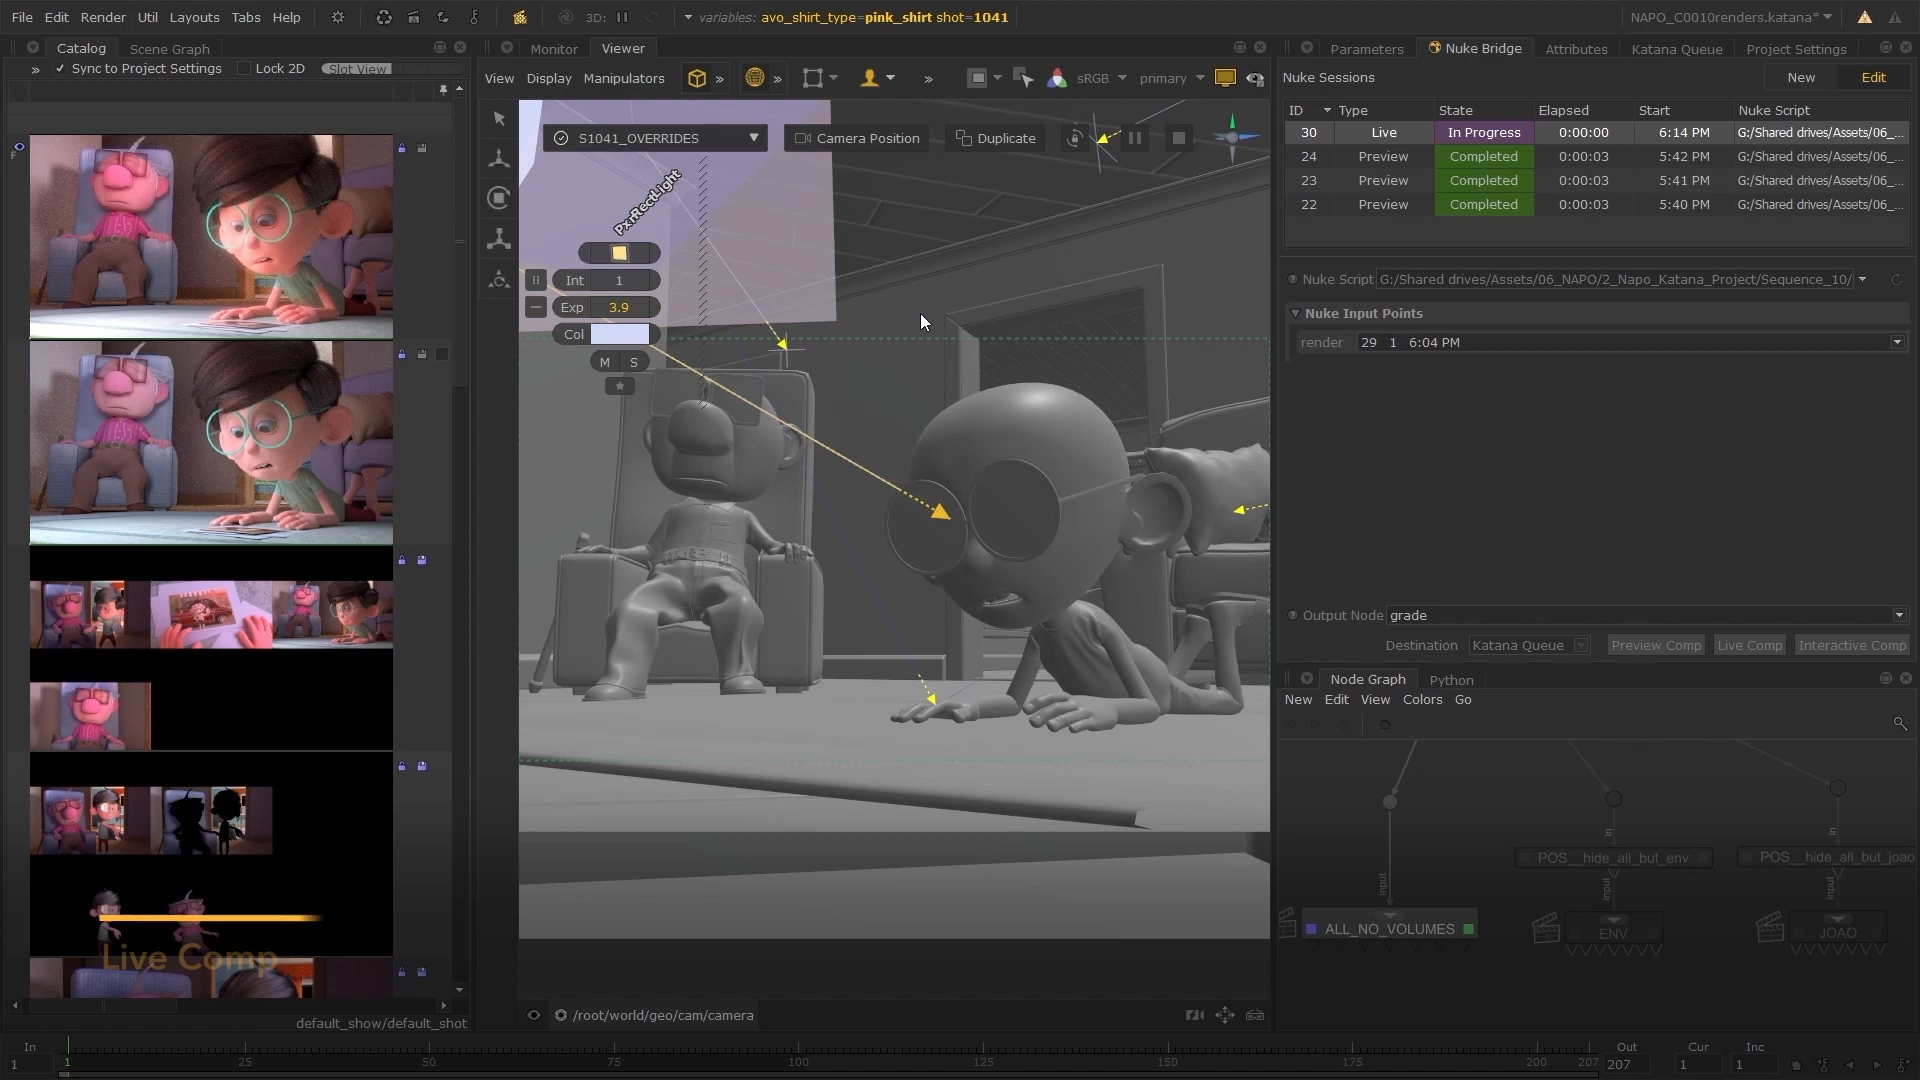 File Edit Render Util Layouts Tabs Help
3D:
variables: avo_shirt_type=pink_shirt shot=1041
NAPO_C0010renders.katana*
Catalog Scene Graph
Sync to Project Settings Lock 2D Slot View
default_show/default_shot
Live Comp
Monitor Viewer
View Display Manipulators
sRGB primary
S1041_OVERRIDES
Camera Position Duplicate
PxrRectLight
Int 1
Exp 3.9
Col
M S
/root/world/geo/cam/camera
Parameters Nuke Bridge Attributes Katana Queue Project Settings
Nuke Sessions
New Edit
ID Type State Elapsed Start Nuke Script
30 Live In Progress 0:00:00 6:14 PM G:/Shared drives/Assets/06_...
24 Preview Completed 0:00:03 5:42 PM G:/Shared drives/Assets/06_...
23 Preview Completed 0:00:03 5:41 PM G:/Shared drives/Assets/06_...
22 Preview Completed 0:00:03 5:40 PM G:/Shared drives/Assets/06_...
Nuke Script G:/Shared drives/Assets/06_NAPO/2_Napo_Katana_Project/Sequence_10/
Nuke Input Points
render 29 1 6:04 PM
Output Node grade
Destination Katana Queue Preview Comp Live Comp Interactive Comp
Node Graph Python
New Edit View Colors Go
in in
POS__hide_all_but_env POS__hide_all_but_joao
input input input
ALL_NO_VOLUMES ENV JOAO
In Out Cur Inc
1 1 25 50 75 100 125 150 175 200 207 207 1 1